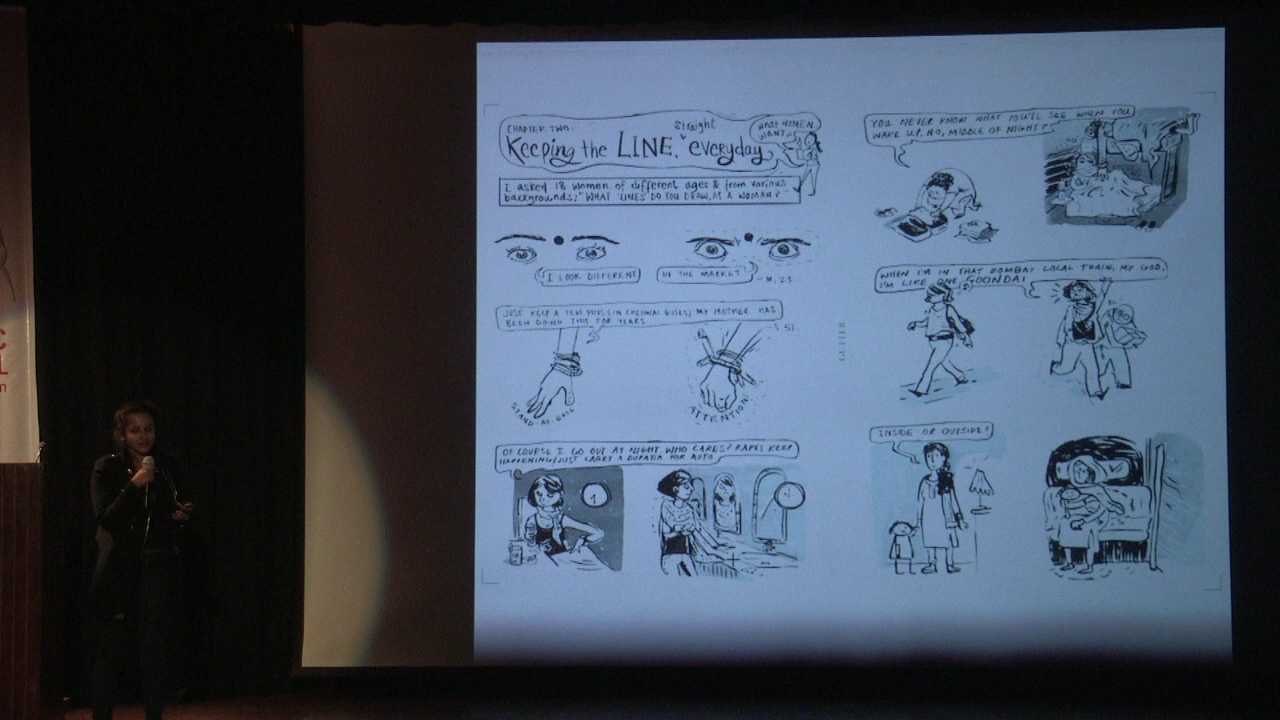 CHAPTER TWO:
Keeping the LINE, straight everyday
WHAT WOMEN
WANT?
I asked 18 women of different ages & from various
backgrounds: "WHAT 'LINES' DO YOU DRAW, AS A WOMAN?"
I LOOK DIFFERENT
IN THE MARKET!
JUST KEEP A FEW PINS (IN CHENNAI BUSES). MY MOTHER HAS
BEEN DOING THIS FOR YEARS
STAND-AT-EASE
ATTENTION!
OF COURSE I GO OUT AT NIGHT WHO CARES? RAPES KEEP
HAPPENING! JUST CARRY A DUPATTA FOR AUTO
GUTTER
YOU NEVER KNOW WHAT YOU'LL SEE WHEN YOU
WAKE UP, NO, MIDDLE OF NIGHT?
WHEN I'M IN THAT BOMBAY LOCAL TRAIN, MY GOD,
I'M LIKE ONE GOONDA!
INSIDE OR OUTSIDE?